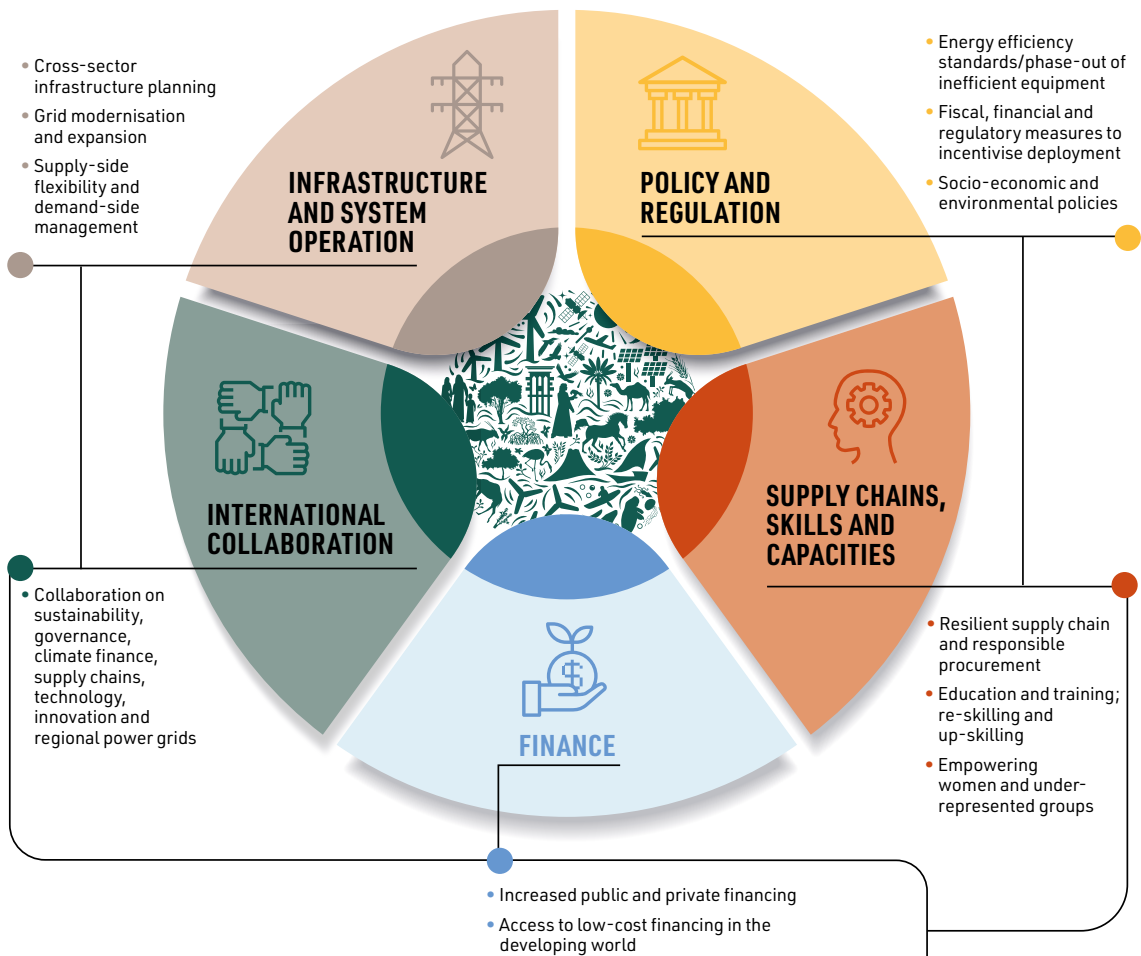 • Cross-sector
infrastructure planning
• Grid modernisation
and expansion
• Supply-side
flexibility and
demand-side
management
INFRASTRUCTURE
AND SYSTEM
OPERATION
POLICY AND
REGULATION
• Energy efficiency
standards/phase-out of
inefficient equipment
• Fiscal, financial and
regulatory measures to
incentivise deployment
• Socio-economic and
environmental policies
INTERNATIONAL
COLLABORATION
• Collaboration on
sustainability,
governance,
climate finance,
supply chains,
technology,
innovation and
regional power grids
SUPPLY CHAINS,
SKILLS AND
CAPACITIES
• Resilient supply chain
and responsible
procurement
• Education and training;
re-skilling and
up-skilling
• Empowering
women and under-
represented groups
$
FINANCE
• Increased public and private financing
• Access to low-cost financing in the
developing world